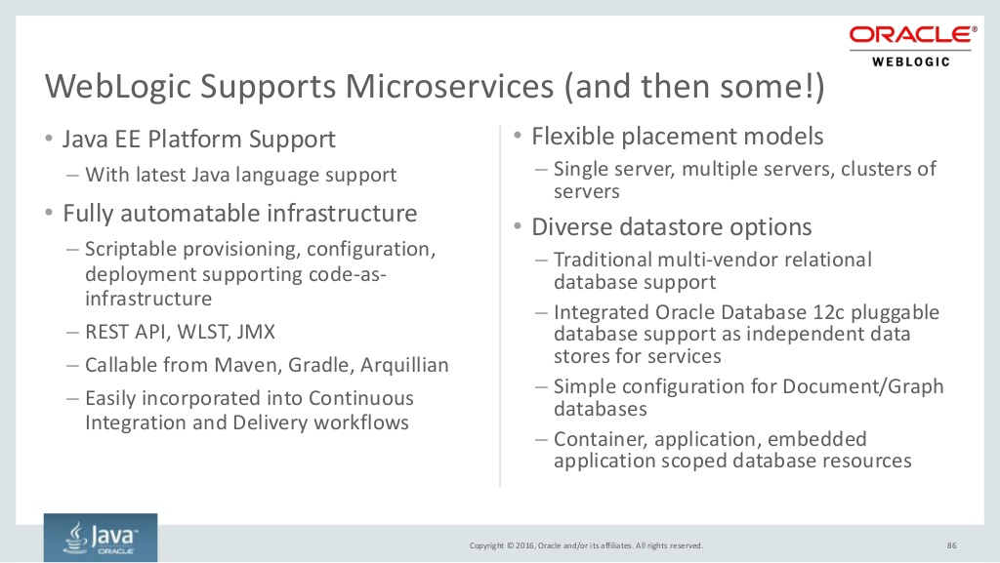 ORACLE®
WEBLOGIC
WebLogic Supports Microservices (and then some!)
• Java EE Platform Support
– With latest Java language support
• Fully automatable infrastructure
– Scriptable provisioning, configuration,
deployment supporting code-as-
infrastructure
– REST API, WLST, JMX
– Callable from Maven, Gradle, Arquillian
– Easily incorporated into Continuous
Integration and Delivery workflows
• Flexible placement models
– Single server, multiple servers, clusters of
servers
• Diverse datastore options
– Traditional multi-vendor relational
database support
– Integrated Oracle Database 12c pluggable
database support as independent data
stores for services
– Simple configuration for Document/Graph
databases
– Container, application, embedded
application scoped database resources
Java™
ORACLE
Copyright © 2016, Oracle and/or its affiliates. All rights reserved.
86